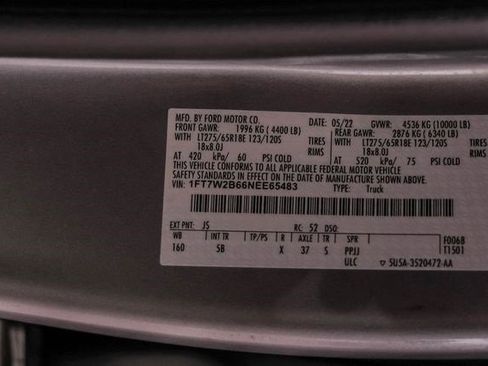 MFD. BY FORD MOTOR CO. 05/22 GVWR: 4536 KG (10000 LB)
FRONT GAWR: 1996 KG (4400 LB) REAR GAWR: 2876 KG (6340 LB)
WITH LT275/65R18E 123/120S TIRES WITH LT275/65R18E 123/120S TIRES
18x8.0J RIMS 18x8.0J RIMS
AT 420 kPa/ 60 PSI COLD AT 520 kPa/ 75 PSI COLD
THIS VEHICLE CONFORMS TO ALL APPLICABLE FEDERAL MOTOR VEHICLE
SAFETY STANDARDS IN EFFECT ON THE DATE OF MANUFACTURE SHOWN ABOVE.
VIN: 1FT7W2B66NEE65483 TYPE: Truck
EXT PNT: JS RC: 52 DSO:
WB INT TR TP/PS R AXLE TR SPR F0068
160 SB X 37 S PPJJ T1501
ULC ▽ 5U5A-3520472-AA